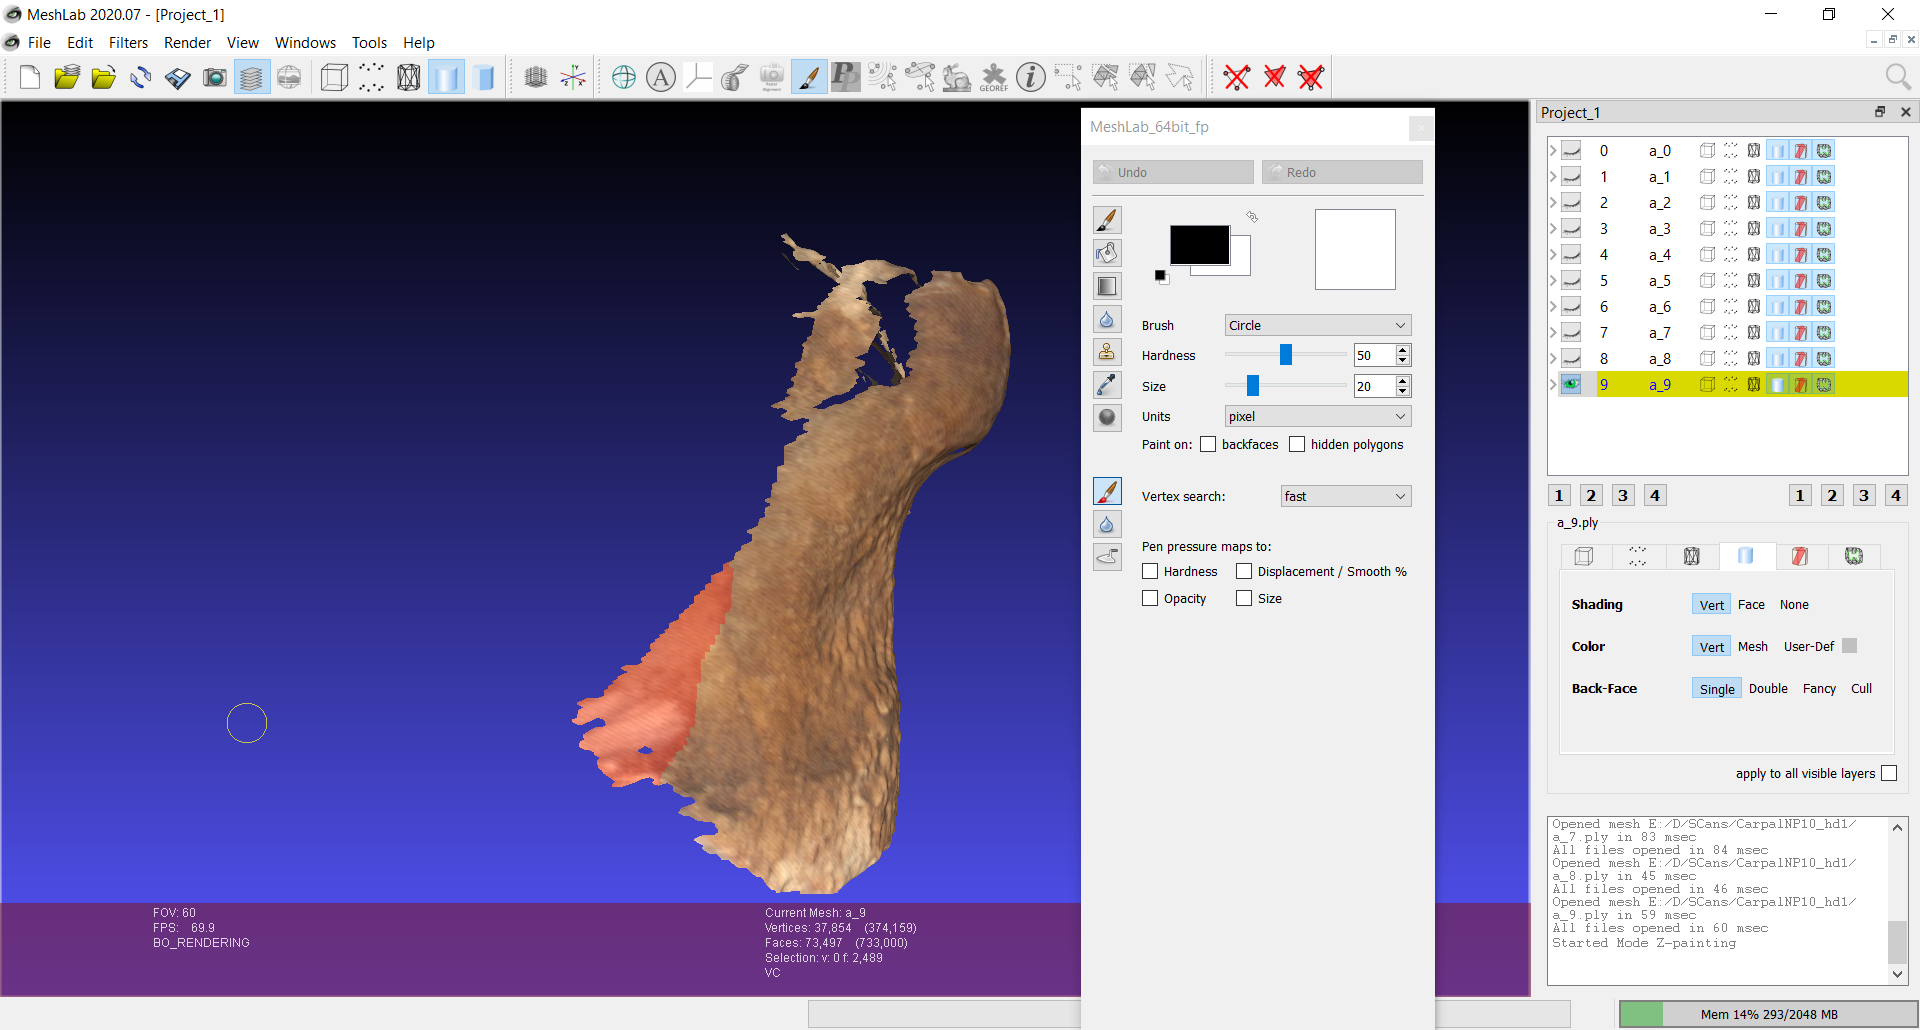 MeshLab 2020.07 - [Project_1]
File Edit Filters Render View Windows Tools Help
A
PP
GEOREF
i
MeshLab_64bit_fp
Undo Redo
Brush Circle
Hardness 50
Size 20
Units pixel
Paint on: backfaces hidden polygons
Vertex search: fast
Pen pressure maps to:
Hardness Displacement / Smooth %
Opacity Size
Project_1
0 a_0
1 a_1
2 a_2
3 a_3
4 a_4
5 a_5
6 a_6
7 a_7
8 a_8
9 a_9
1 2 3 4 1 2 3 4
a_9.ply
Shading Vert Face None
Color Vert Mesh User-Def
Back-Face Single Double Fancy Cull
apply to all visible layers
Opened mesh E:/D/SCans/CarpalNP10_hd1/
a_7.ply in 83 msec
All files opened in 84 msec
Opened mesh E:/D/SCans/CarpalNP10_hd1/
a_8.ply in 45 msec
All files opened in 46 msec
Opened mesh E:/D/SCans/CarpalNP10_hd1/
a_9.ply in 59 msec
All files opened in 60 msec
Started Mode Z-painting
FOV: 60
FPS: 69.9
BO_RENDERING
Current Mesh: a_9
Vertices: 37,854 (374,159)
Faces: 73,497 (733,000)
Selection: v: 0 f: 2,489
VC
Mem 14% 293/2048 MB